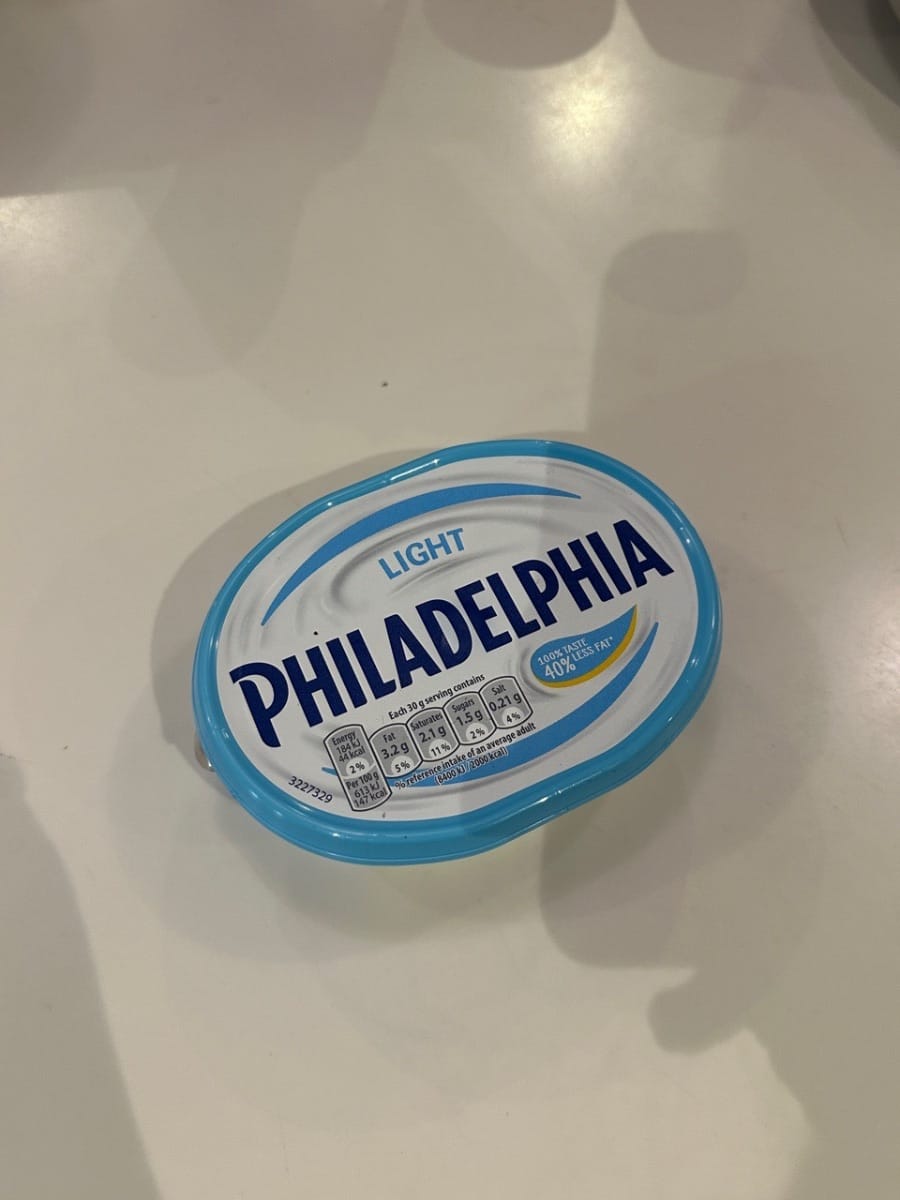 LIGHT
PHILADELPHIA
100% TASTE
40% LESS FAT*
Each 30 g serving contains
Energy
184 kJ
44 kcal
2%
Per 100 g
613 kJ
147 kcal
Fat
3.2 g
5%
Saturates
2.1 g
11%
Sugars
1.5 g
2%
Salt
0.21 g
4%
% reference intake of an average adult
(8400 kJ / 2000 kcal)
3227329